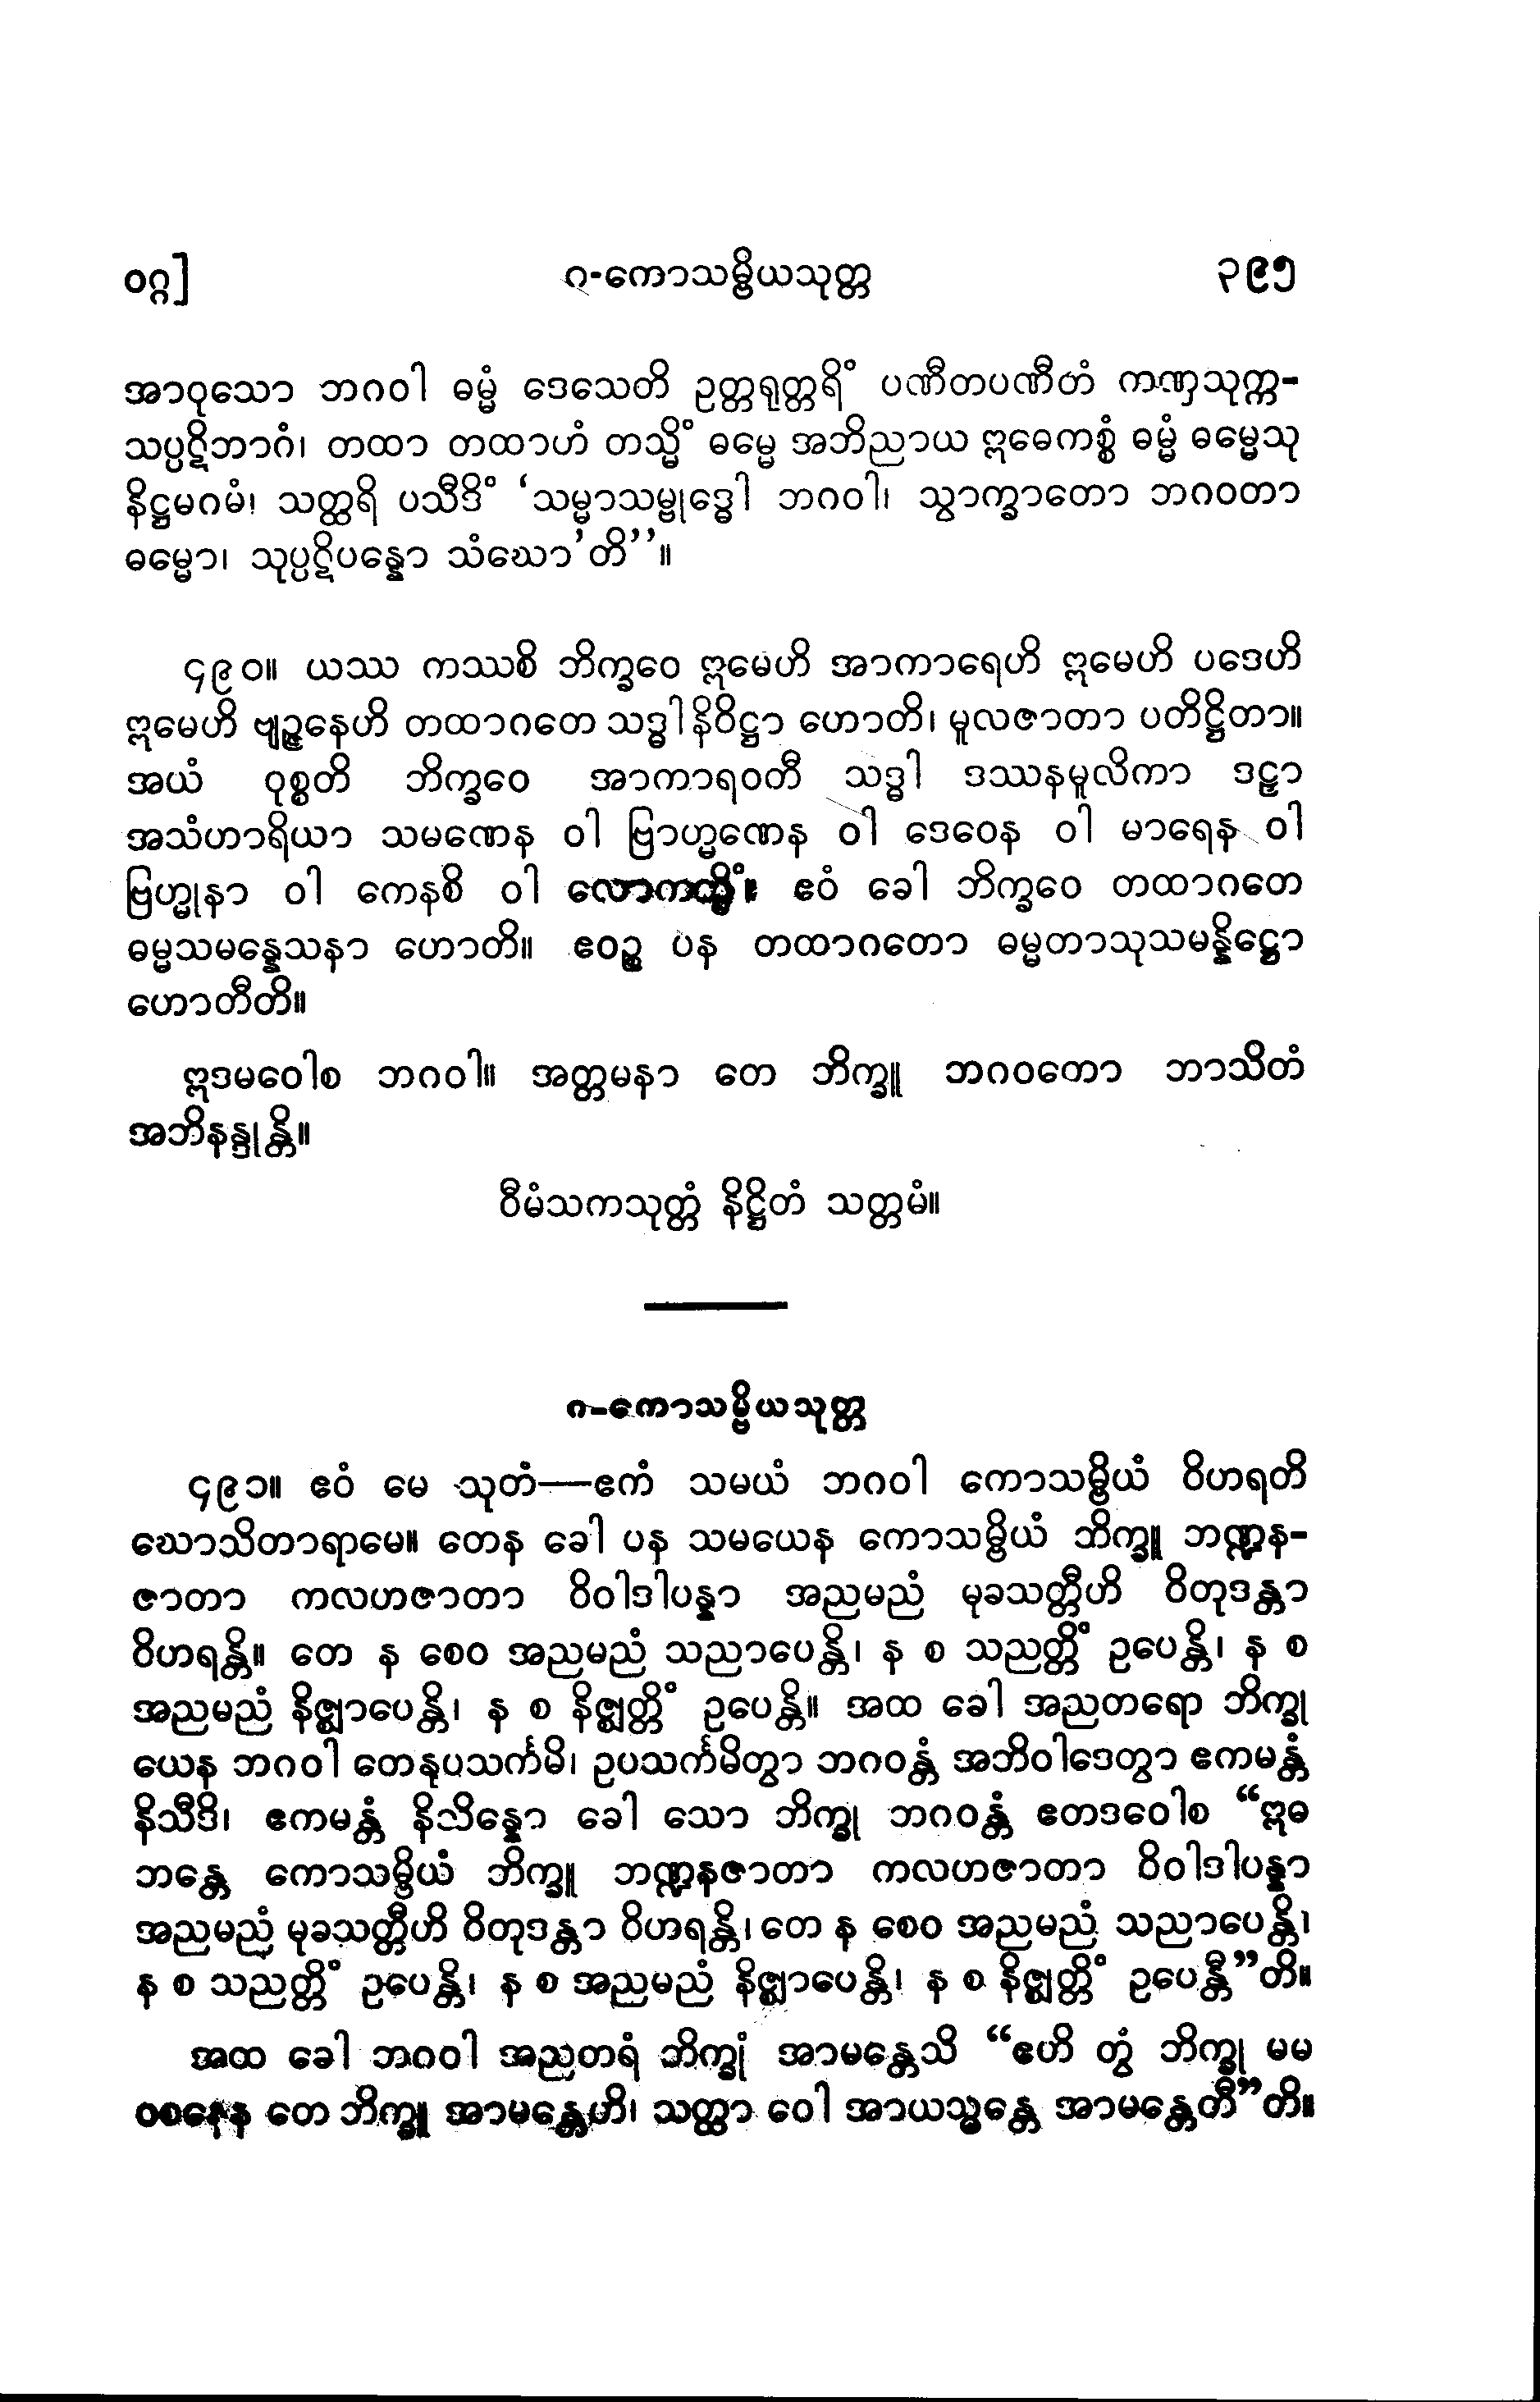 ဝဂ္ဂ]
ဂ-ကောသမ္ဗိယသုတ္တ
၃၉၅
အာဝုသော ဘဂဝါ ဓမ္မံ ဒေသေတိ ဥတ္တရုတ္တရိံ ပဏီတပဏီတံ ကဏှသုက္က-
သပ္ပဋိဘာဂံ၊ တထာ တထာဟံ တသ္မိံ ဓမ္မေ အဘိညာယ ဣဓေကစ္စံ ဓမ္မံ ဓမ္မေသု
နိဋ္ဌမဂမံ၊ သတ္ထရိ ပသီဒိံ ‘သမ္မာသမ္ဗုဒ္ဓေါ ဘဂဝါ၊ သွာက္ခာတော ဘဂဝတာ
ဓမ္မော၊ သုပ္ပဋိပန္နော သံဃော’တိ’’။
၄၉၀။ ယဿ ကဿစိ ဘိက္ခဝေ ဣမေဟိ အာကာရေဟိ ဣမေဟိ ပဒေဟိ
ဣမေဟိ ဗျဉ္ဇနေဟိ တထာဂတေ သဒ္ဓါ နိဝိဋ္ဌာ ဟောတိ၊ မူလဇာတာ ပတိဋ္ဌိတာ။
အယံ ဝုစ္စတိ ဘိက္ခဝေ အာကာရဝတီ သဒ္ဓါ ဒဿနမူလိကာ ဒဠှာ
အသံဟာရိယာ သမဏေန ဝါ ဗြာဟ္မဏေန ဝါ ဒေဝေန ဝါ မာရေန ဝါ
ဗြဟ္မုနာ ဝါ ကေနစိ ဝါ လောကသ္မိံ။ ဧဝံ ခေါ ဘိက္ခဝေ တထာဂတေ
ဓမ္မသမန္နေသနာ ဟောတိ။ ဧဝဉ္စ ပန တထာဂတော ဓမ္မတာသုသမန္နိဋ္ဌော
ဟောတီတိ။
ဣဒမဝေါစ ဘဂဝါ။ အတ္တမနာ တေ ဘိက္ခူ ဘဂဝတော ဘာသိတံ
အဘိနန္ဒုန္တိ။
ဝီမံသကသုတ္တံ နိဋ္ဌိတံ သတ္တမံ။
ဂ-ကောသမ္ဗိယသုတ္တ
၄၉၁။ ဧဝံ မေ သုတံ—ဧကံ သမယံ ဘဂဝါ ကောသမ္ဗိယံ ဝိဟရတိ
ဃောသိတာရာမေ။ တေန ခေါ ပန သမယေန ကောသမ္ဗိယံ ဘိက္ခူ ဘဏ္ဍန-
ဇာတာ ကလဟဇာတာ ဝိဝါဒါပန္နာ အညမညံ မုခသတ္တီဟိ ဝိတုဒန္တာ
ဝိဟရန္တိ။ တေ န စေဝ အညမညံ သညာပေန္တိ၊ န စ သညတ္တိံ ဥပေန္တိ၊ န စ
အညမညံ နိဇ္ဈာပေန္တိ၊ န စ နိဇ္ဈတ္တိံ ဥပေန္တိ။ အထ ခေါ အညတရော ဘိက္ခု
ယေန ဘဂဝါ တေနုပသင်္ကမိ၊ ဥပသင်္ကမိတွာ ဘဂဝန္တံ အဘိဝါဒေတွာ ဧကမန္တံ
နိသီဒိ၊ ဧကမန္တံ နိသိန္နော ခေါ သော ဘိက္ခု ဘဂဝန္တံ ဧတဒဝေါစ “ဣဓ
ဘန္တေ ကောသမ္ဗိယံ ဘိက္ခူ ဘဏ္ဍနဇာတာ ကလဟဇာတာ ဝိဝါဒါပန္နာ
အညမညံ မုခသတ္တီဟိ ဝိတုဒန္တာ ဝိဟရန္တိ၊ တေ န စေဝ အညမညံ သညာပေန္တိ၊
န စ သညတ္တိံ ဥပေန္တိ၊ န စ အညမညံ နိဇ္ဈာပေန္တိ၊ န စ နိဇ္ဈတ္တိံ ဥပေန္တီ”တိ။
အထ ခေါ ဘဂဝါ အညတရံ ဘိက္ခုံ အာမန္တေသိ “ဧဟိ တွံ ဘိက္ခု မမ
ဝစနေန တေ ဘိက္ခူ အာမန္တေဟိ၊ သတ္ထာ ဝေါ အာယသ္မန္တေ အာမန္တေတီ”တိ။